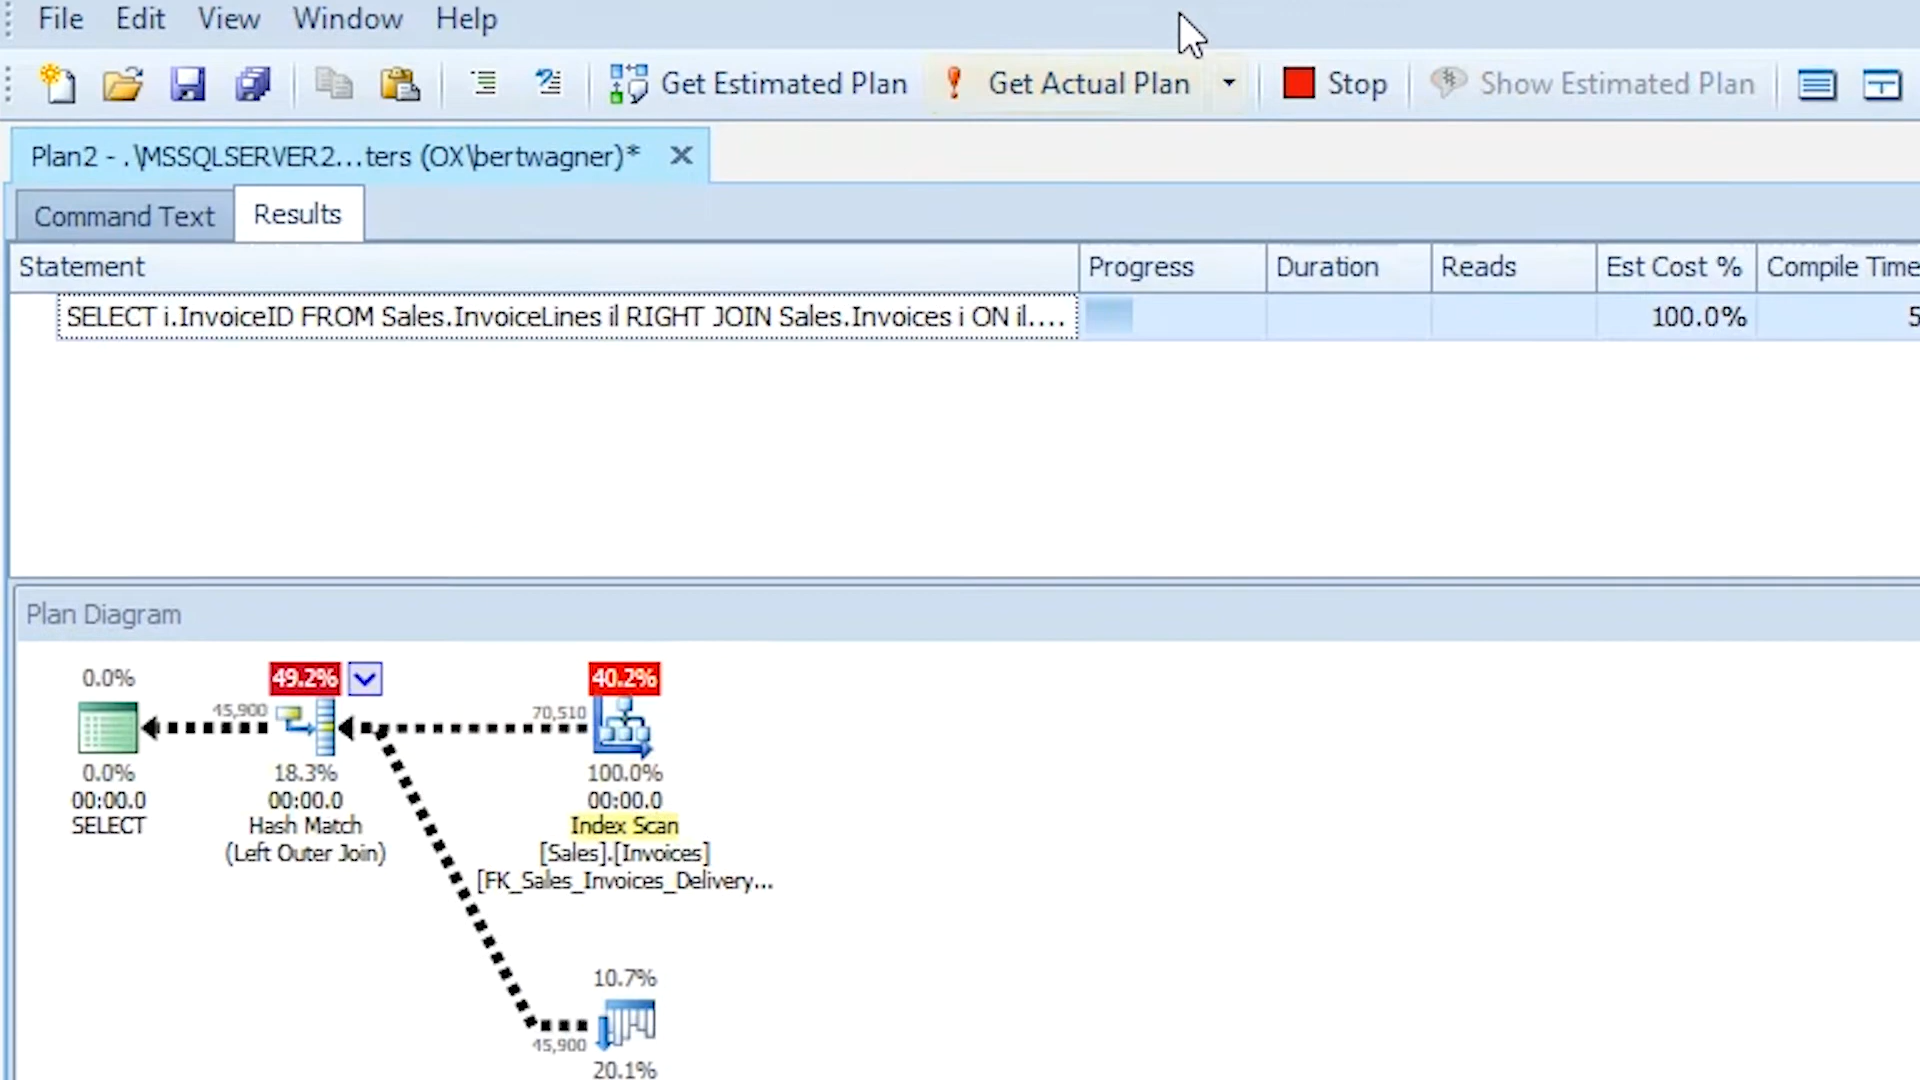 File Edit View Window Help
Get Estimated Plan Get Actual Plan Stop Show Estimated Plan
Plan2 - .\MSSQLSERVER2...ters (OX\bertwagner)*
Command Text Results
Statement Progress Duration Reads Est Cost % Compile Time
SELECT i.InvoiceID FROM Sales.InvoiceLines il RIGHT JOIN Sales.Invoices i ON il.... 100.0% 5
Plan Diagram
0.0% 49.2% 40.2%
45,900 70,510
0.0% 18.3% 100.0%
00:00.0 00:00.0 00:00.0
SELECT Hash Match Index Scan
(Left Outer Join) [Sales].[Invoices]
[FK_Sales_Invoices_Delivery...
10.7%
45,900
20.1%